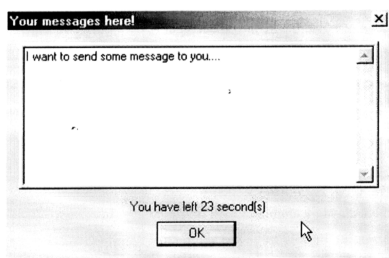 Your messages here!
I want to send some message to you....
You have left 23 second(s)
OK